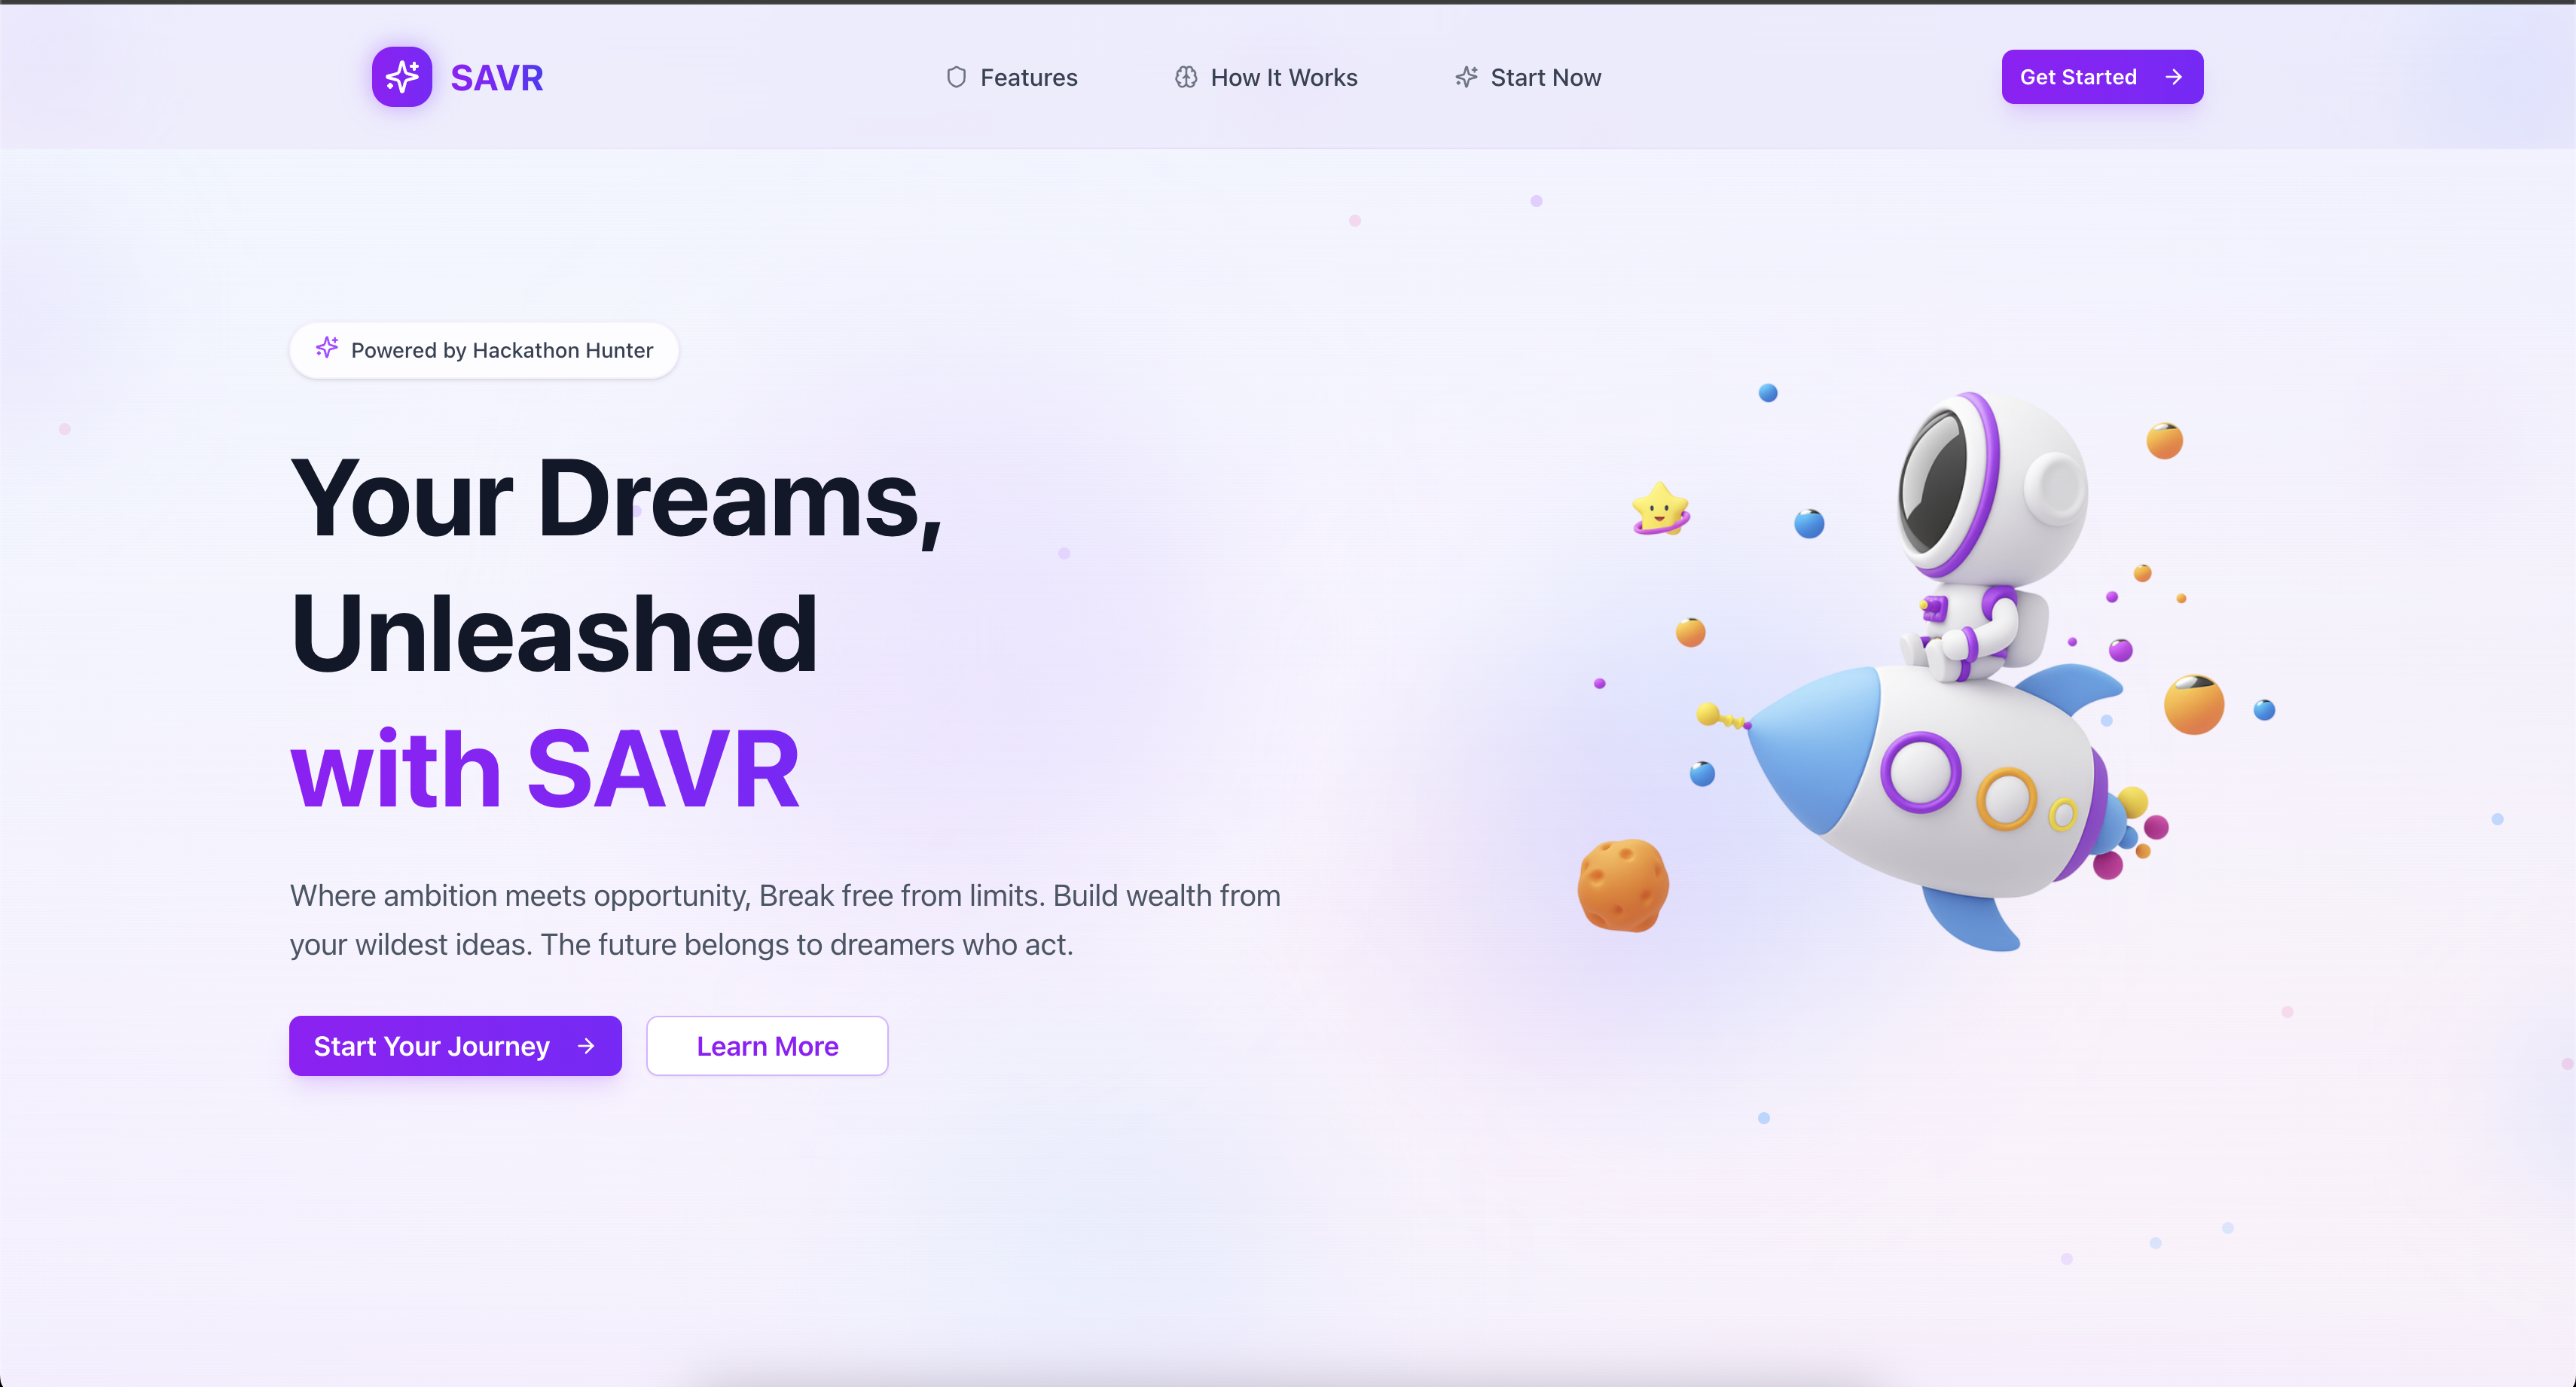 SAVR
Features
How It Works
Start Now
Get Started
Powered by Hackathon Hunter
Your Dreams,
Unleashed
with SAVR
Where ambition meets opportunity, Break free from limits. Build wealth from
your wildest ideas. The future belongs to dreamers who act.
Start Your Journey
Learn More